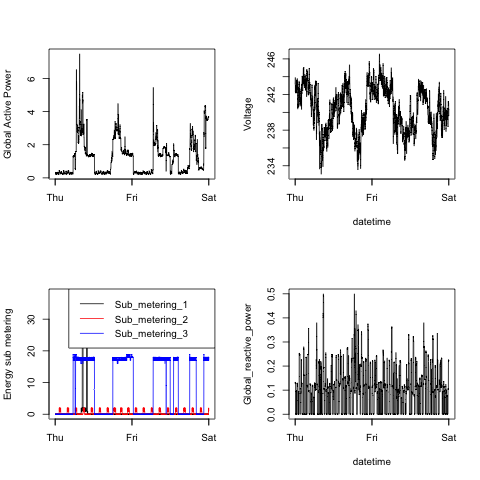 Global Active Power
0 2 4 6
Thu Fri Sat
Voltage
234 238 242 246
Thu Fri Sat
datetime
Energy sub metering
0 10 20 30
Sub_metering_1
Sub_metering_2
Sub_metering_3
Thu Fri Sat
Global_reactive_power
0.0 0.1 0.2 0.3 0.4 0.5
Thu Fri Sat
datetime